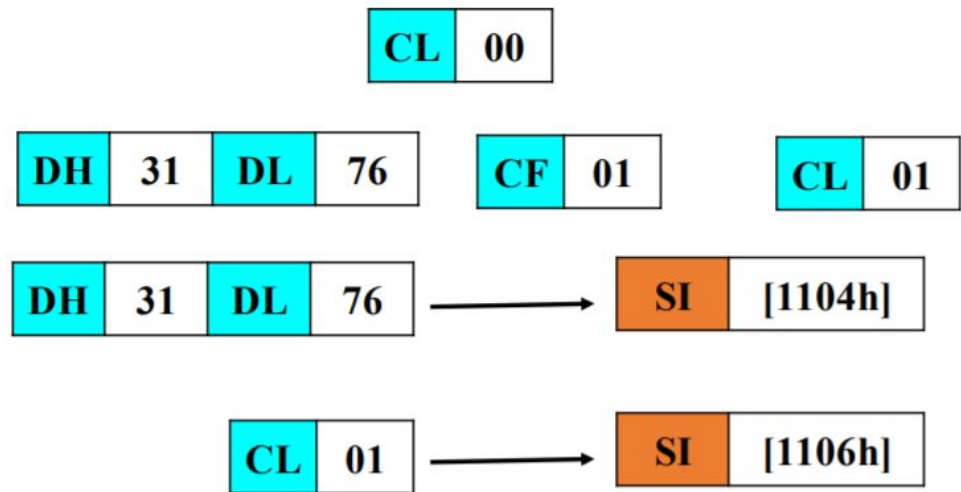 CL 00
DH 31 DL 76 CF 01 CL 01
DH 31 DL 76 SI [1104h]
CL 01 SI [1106h]